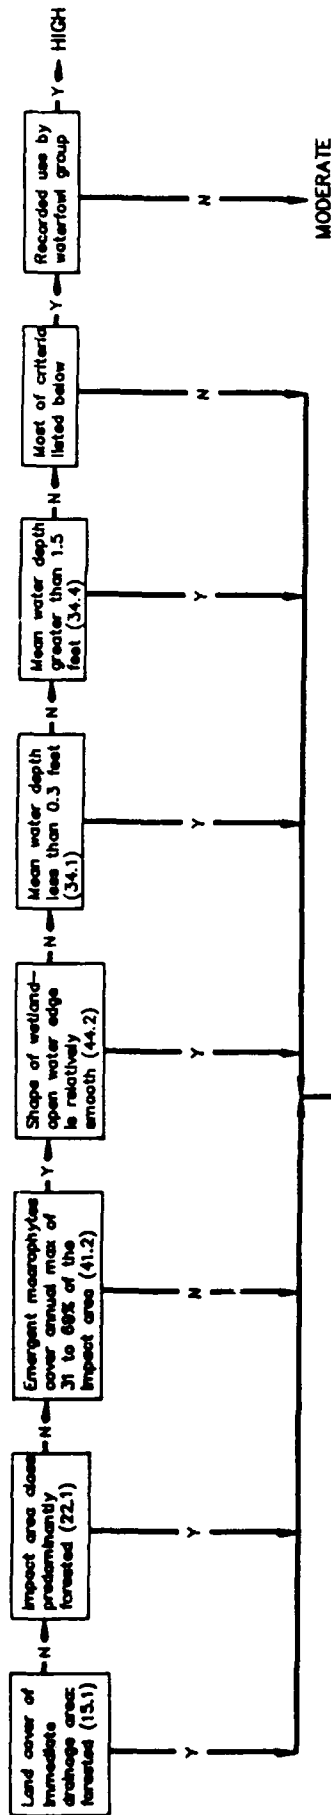 Land cover of
immediate
drainage area:
forested (15.1)
Y
N
Impact area class
predominantly
forested (22.1)
Y
N
Emergent macrophytes
cover annual max of
31 to 60% of the
impact area (41.2)
N
Y
Shape of wetland—
open water edge
is relatively
smooth (44.2)
Y
N
Mean water depth
less than 0.3 feet
(34.1)
Y
N
Mean water depth
greater than 1.5
feet (34.4)
Y
N
Most of criteria
listed below
N
Y
Recorded use by
waterfowl group
N
MODERATE
Y
HIGH